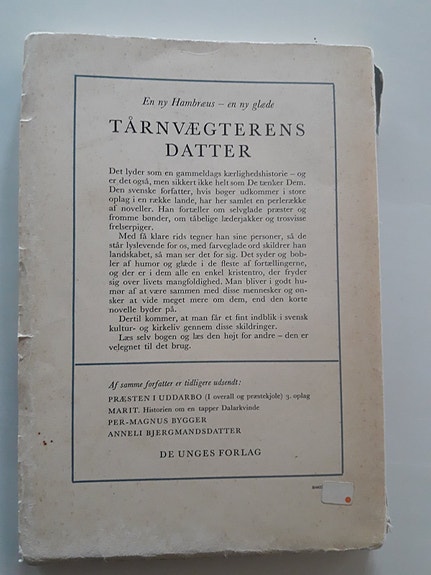 En ny Hambræus – en ny glæde
TÅRNVÆGTERENS
DATTER
Det lyder som en gammeldags kærlighedshistorie – og
er det også, men sikkert ikke helt som De tænker Dem.
Den svenske forfatter, hvis bøger udkommer i store
oplag i en række lande, har her samlet en perlerække
af noveller. Han fortæller om selvglade præster og
fromme bønder, om tåbelige læderjakker og trosvisse
frelserpiger.
Med få klare rids tegner han sine personer, så de
står lyslevende for os, med farveglade ord skildrer han
landskabet, så man ser det for sig. Det syder og bob-
ler af humor og glæde i de fleste af fortællingerne,
og der er i dem alle en enkel kristentro, der fryder
sig over livets mangfoldighed. Man bliver i godt hu-
mør af at være sammen med disse mennesker og øn-
sker at vide meget mere om dem, end den korte
novelle byder på.
Dertil kommer, at man får et fint indblik i svensk
kultur- og kirkeliv gennem disse skildringer.
Læs selv bogen og læs den højt for andre – den er
velegnet til det brug.
Af samme forfatter er tidligere udsendt:
PRÆSTEN I UDDARBO (I overall og præstekjole) 3. oplag
MARIT. Historien om en tapper Dalarkvinde
PER-MAGNUS BYGGER
ANNELI BJERGMANDSDATTER
DE UNGES FORLAG